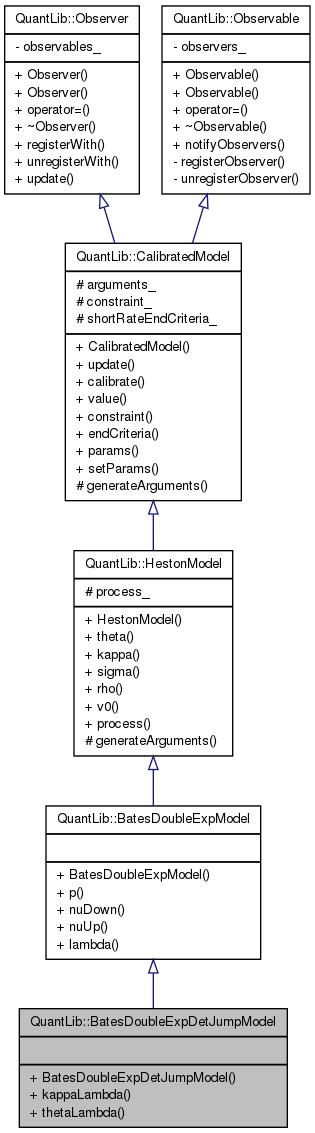 QuantLib::Observer
- observables_
+ Observer()
+ Observer()
+ operator=()
+ ~Observer()
+ registerWith()
+ unregisterWith()
+ update()
QuantLib::Observable
- observers_
+ Observable()
+ Observable()
+ operator=()
+ ~Observable()
+ notifyObservers()
- registerObserver()
- unregisterObserver()
QuantLib::CalibratedModel
# arguments_
# constraint_
# shortRateEndCriteria_
+ CalibratedModel()
+ update()
+ calibrate()
+ value()
+ constraint()
+ endCriteria()
+ params()
+ setParams()
# generateArguments()
QuantLib::HestonModel
# process_
+ HestonModel()
+ theta()
+ kappa()
+ sigma()
+ rho()
+ v0()
+ process()
# generateArguments()
QuantLib::BatesDoubleExpModel
+ BatesDoubleExpModel()
+ p()
+ nuDown()
+ nuUp()
+ lambda()
QuantLib::BatesDoubleExpDetJumpModel
+ BatesDoubleExpDetJumpModel()
+ kappaLambda()
+ thetaLambda()